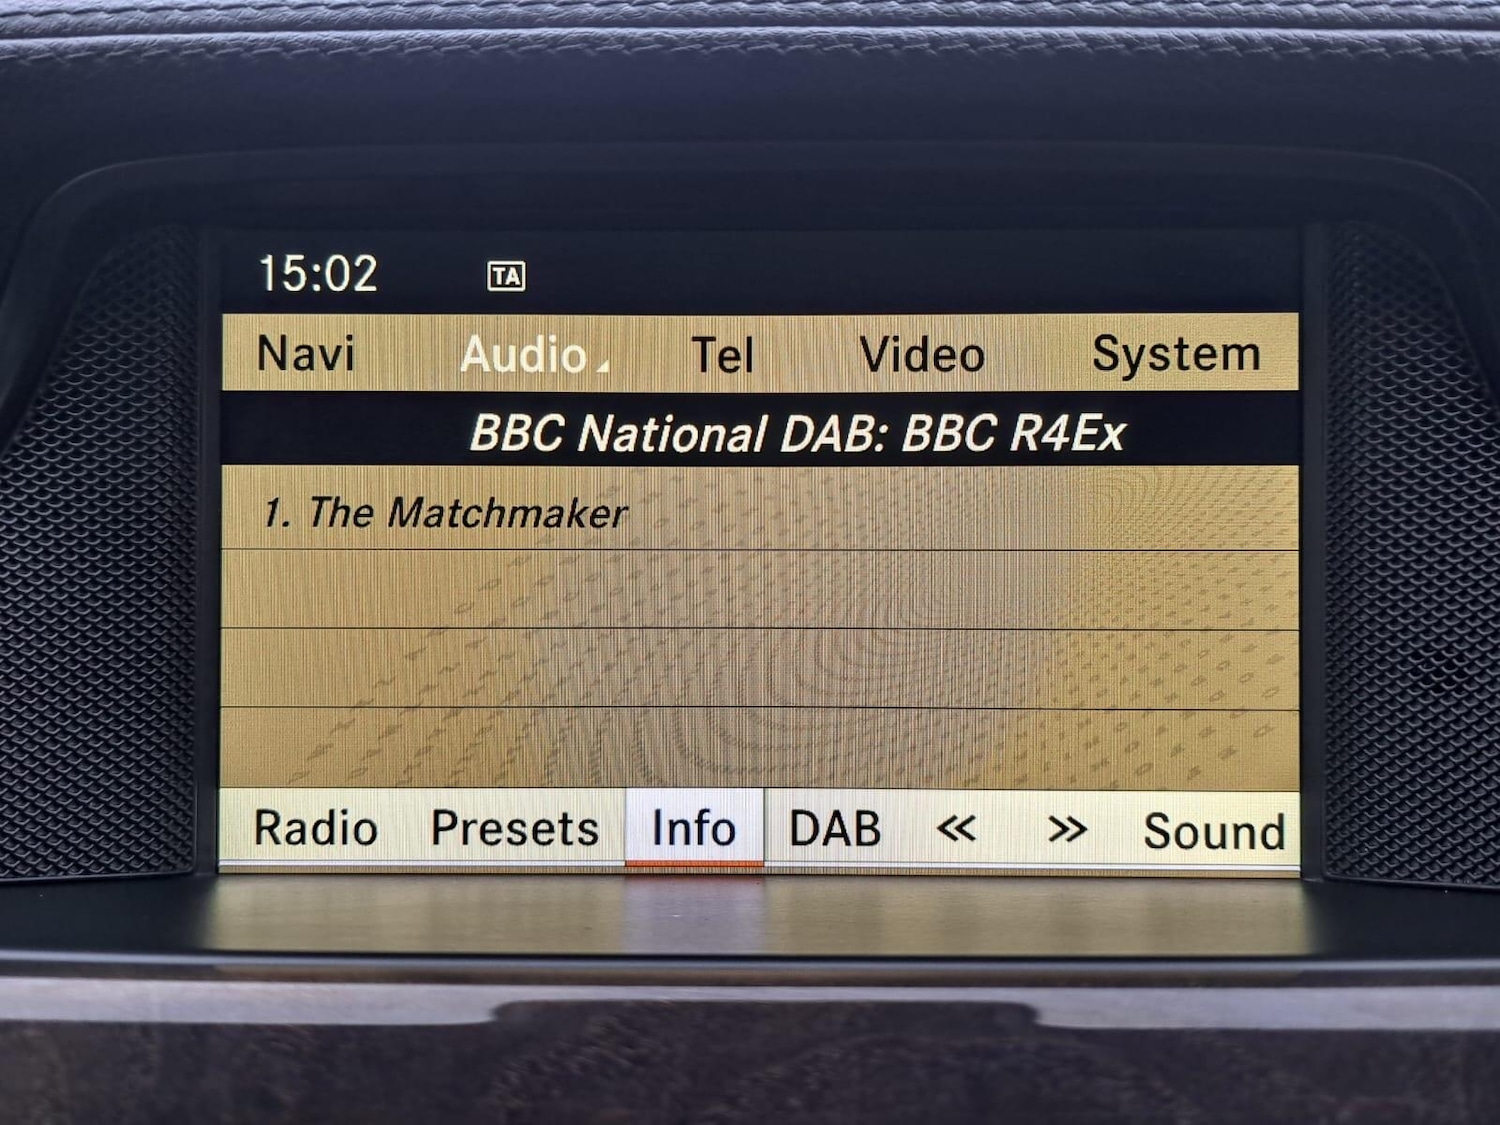 15:02 TA
Navi Audio Tel Video System
BBC National DAB: BBC R4Ex
1. The Matchmaker
Radio Presets Info DAB << >> Sound